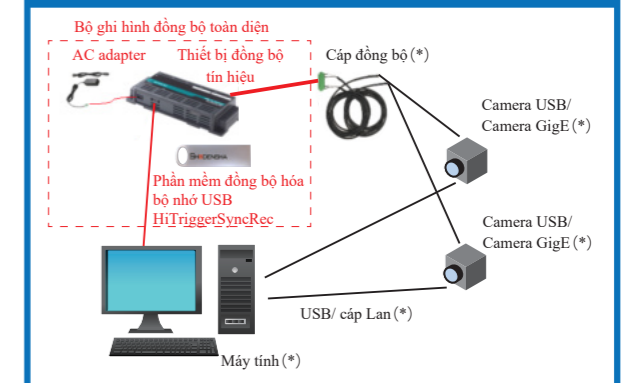 Bộ ghi hình đồng bộ toàn diện
AC adapter
Thiết bị đồng bộ
tín hiệu
Cáp đồng bộ (*)
Camera USB/
Camera GigE (*)
SHODENSHA
Phần mềm đồng bộ hóa
bộ nhớ USB
HiTriggerSyncRec
Camera USB/
Camera GigE (*)
USB/ cáp Lan (*)
Máy tính (*)